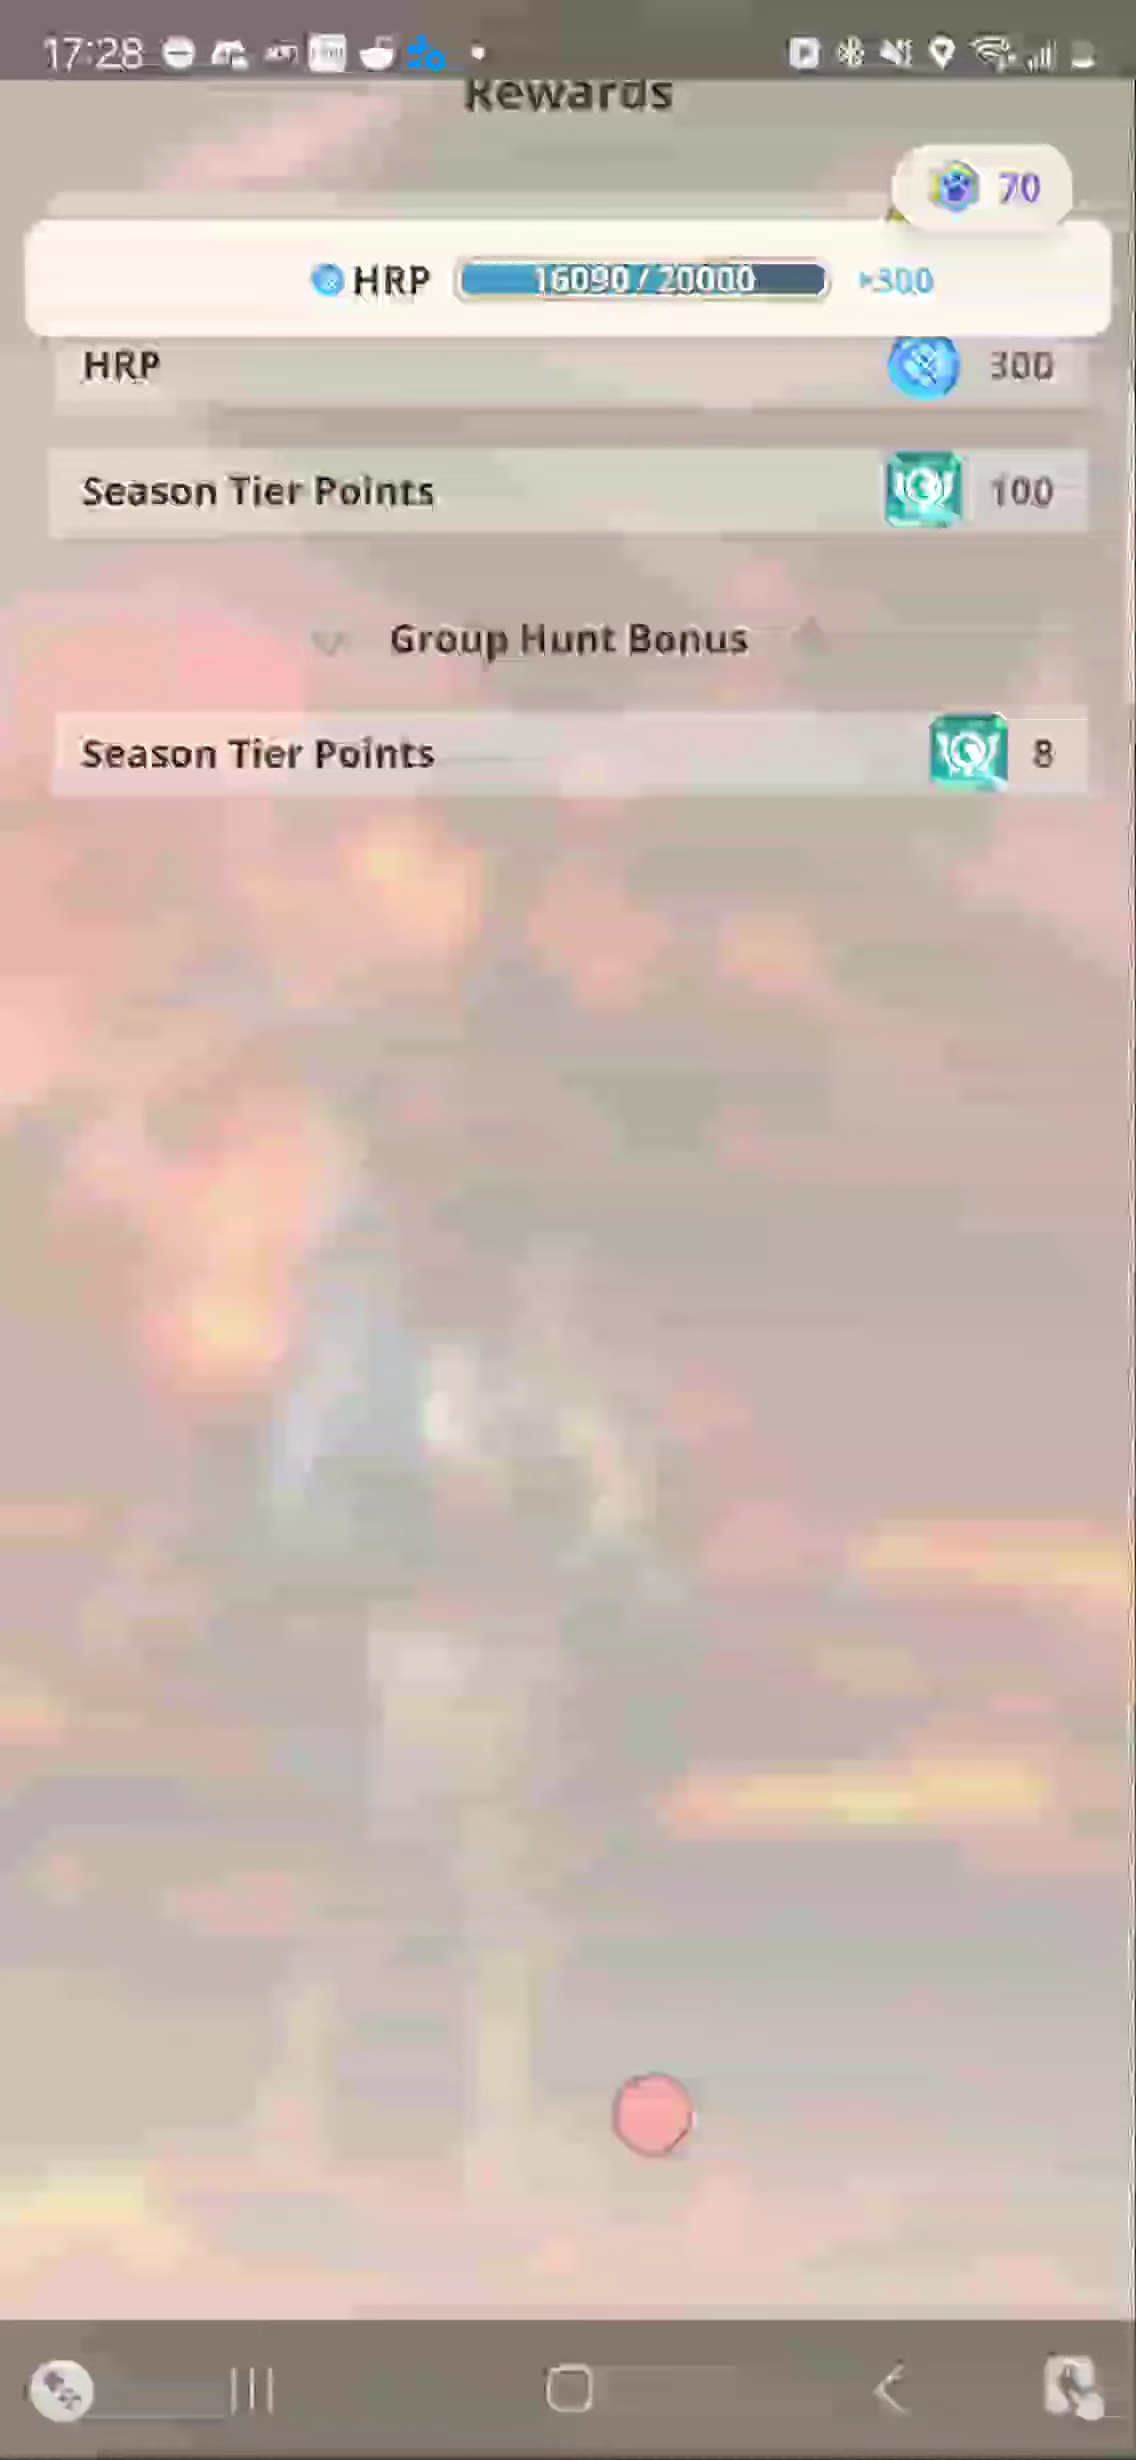 17:28
Rewards
70
HRP 16090 / 20000 +300
HRP 300
Season Tier Points 100
Group Hunt Bonus
Season Tier Points 8